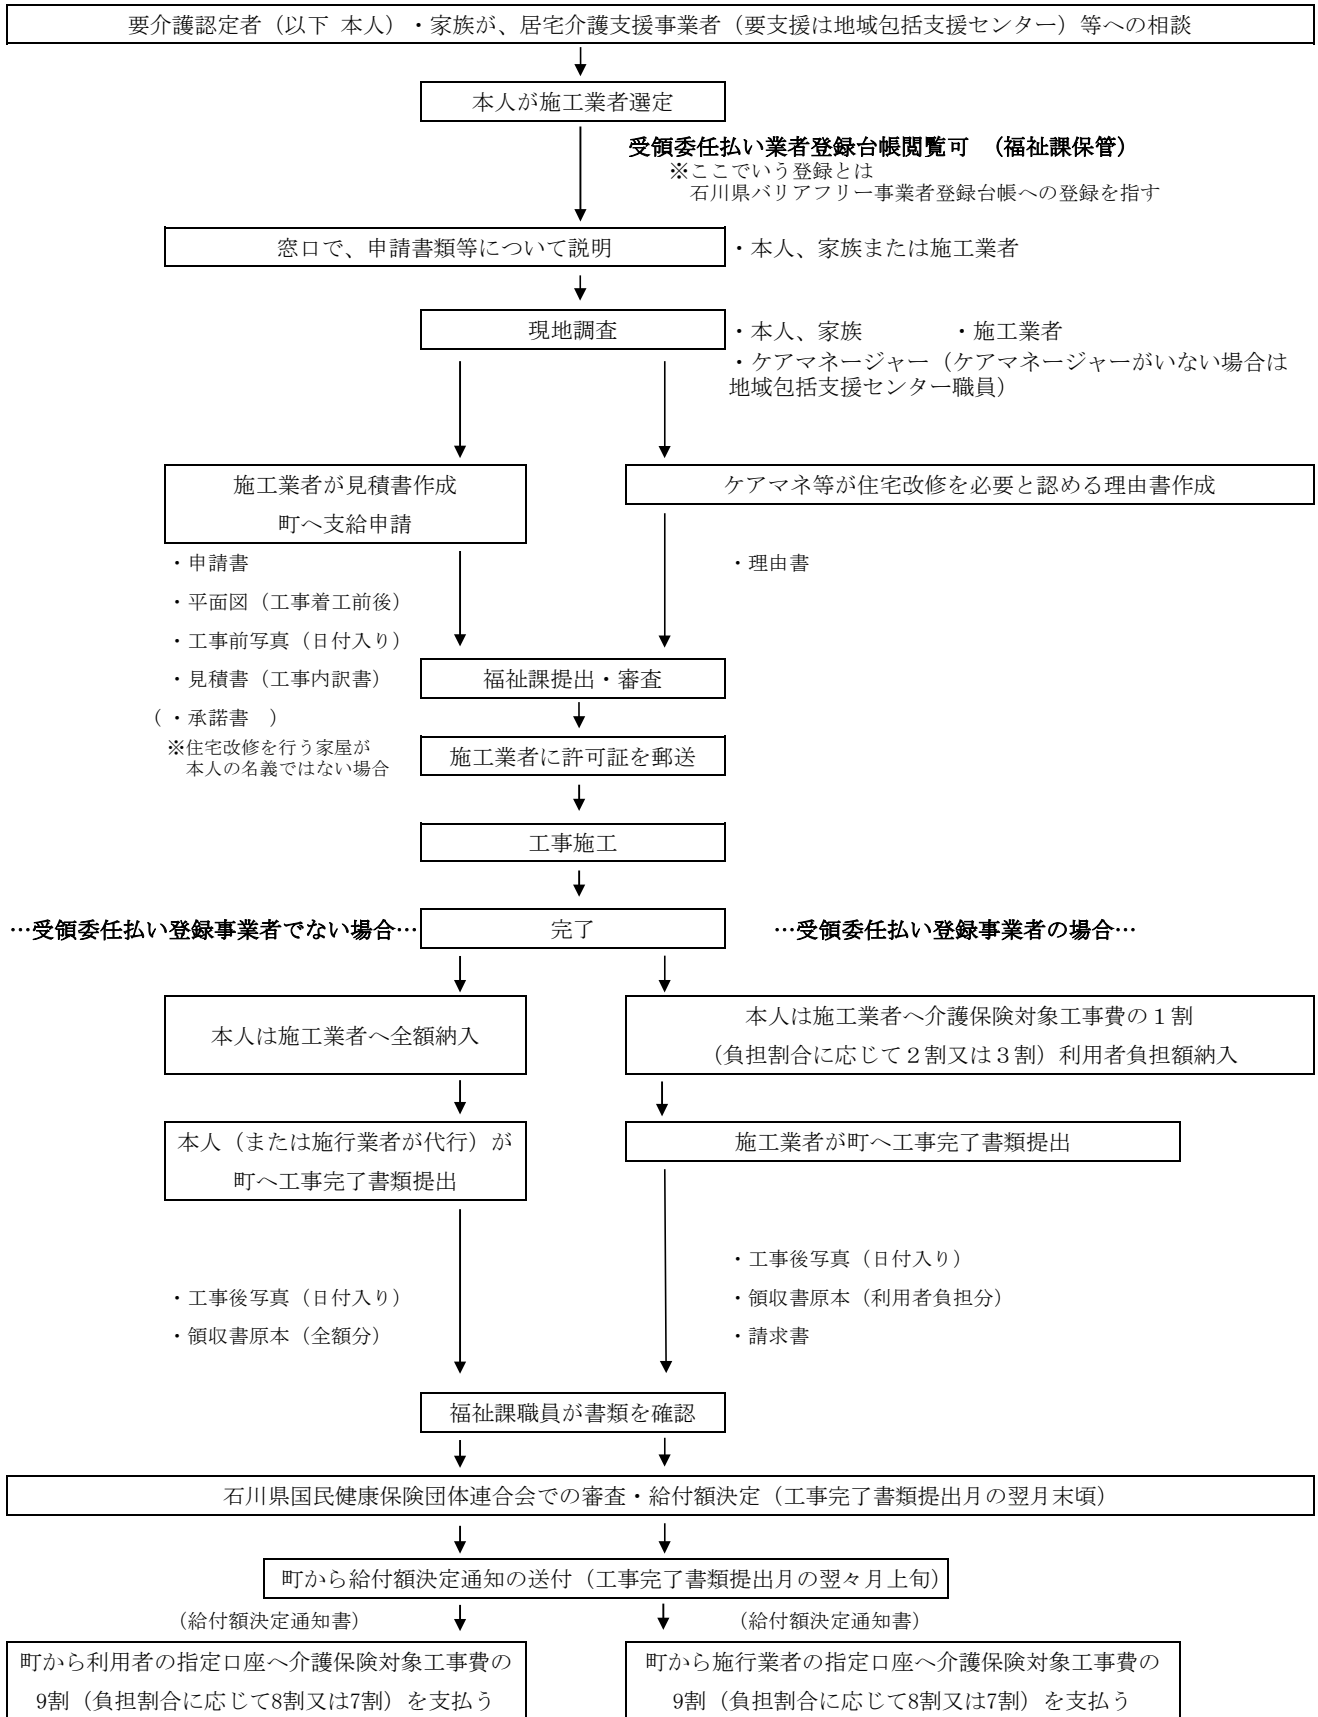 要介護認定者（以下 本人）・家族が、居宅介護支援事業者（要支援は地域包括支援センター）等への相談
本人が施工業者選定
受領委任払い業者登録台帳閲覧可　（福祉課保管）
※ここでいう登録とは
石川県バリアフリー事業者登録台帳への登録を指す
窓口で、申請書類等について説明
・本人、家族または施工業者
現地調査
・本人、家族　　　　・施工業者
・ケアマネージャー（ケアマネージャーがいない場合は
地域包括支援センター職員）
施工業者が見積書作成
町へ支給申請
ケアマネ等が住宅改修を必要と認める理由書作成
・申請書
・平面図（工事着工前後）
・工事前写真（日付入り）
・見積書（工事内訳書）
（・承諾書　）
※住宅改修を行う家屋が
本人の名義ではない場合
・理由書
福祉課提出・審査
施工業者に許可証を郵送
工事施工
完了
…受領委任払い登録事業者でない場合…
…受領委任払い登録事業者の場合…
本人は施工業者へ全額納入
本人は施工業者へ介護保険対象工事費の１割
（負担割合に応じて２割又は３割）利用者負担額納入
本人（または施行業者が代行）が
町へ工事完了書類提出
施工業者が町へ工事完了書類提出
・工事後写真（日付入り）
・領収書原本（全額分）
・工事後写真（日付入り）
・領収書原本（利用者負担分）
・請求書
福祉課職員が書類を確認
石川県国民健康保険団体連合会での審査・給付額決定（工事完了書類提出月の翌月末頃）
町から給付額決定通知の送付（工事完了書類提出月の翌々月上旬）
（給付額決定通知書）
（給付額決定通知書）
町から利用者の指定口座へ介護保険対象工事費の
9割（負担割合に応じて8割又は7割）を支払う
町から施行業者の指定口座へ介護保険対象工事費の
9割（負担割合に応じて8割又は7割）を支払う